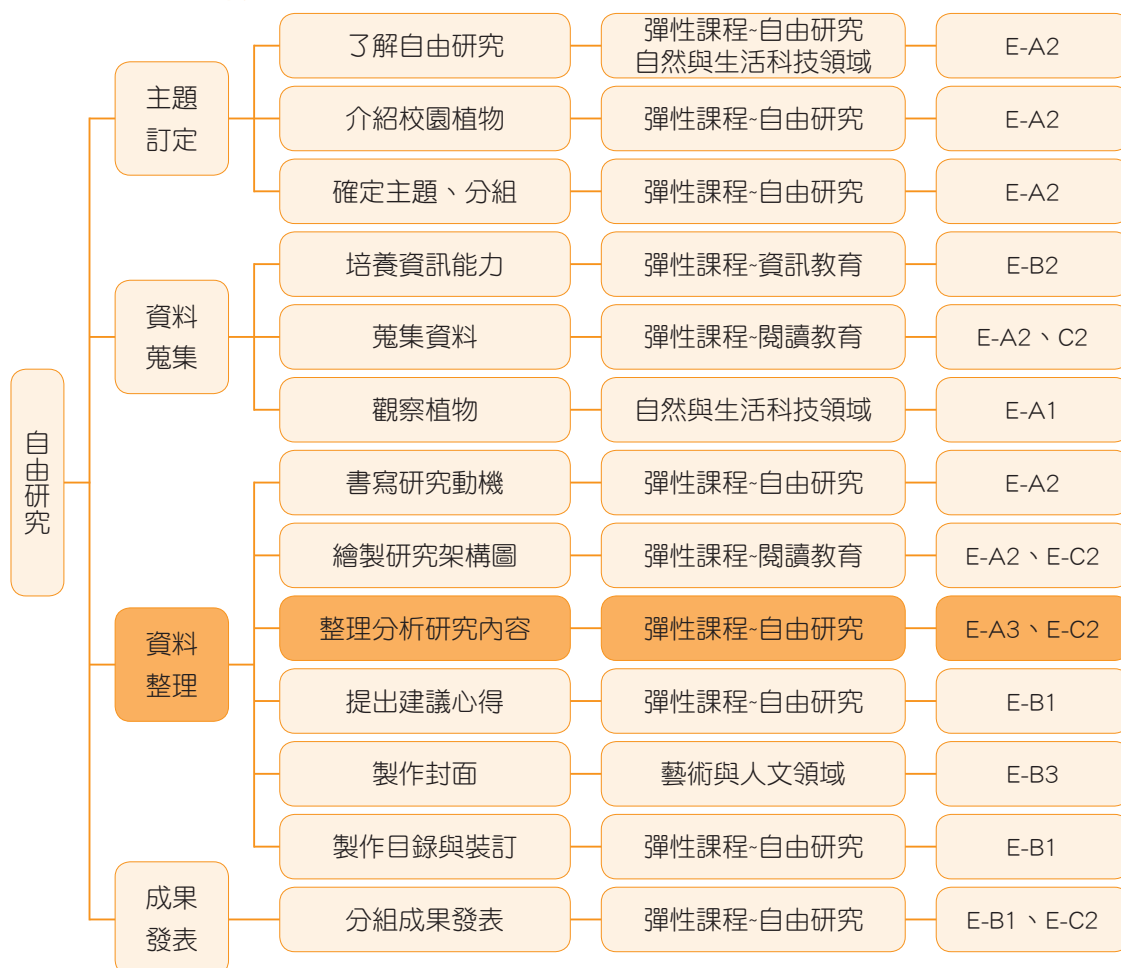 自由研究
主題
訂定
了解自由研究
彈性課程~自由研究
自然與生活科技領域
E-A2
介紹校園植物
彈性課程~自由研究
E-A2
確定主題、分組
彈性課程~自由研究
E-A2
資料
蒐集
培養資訊能力
彈性課程~資訊教育
E-B2
蒐集資料
彈性課程~閱讀教育
E-A2、C2
觀察植物
自然與生活科技領域
E-A1
資料
整理
書寫研究動機
彈性課程~自由研究
E-A2
繪製研究架構圖
彈性課程~閱讀教育
E-A2、E-C2
整理分析研究內容
彈性課程~自由研究
E-A3、E-C2
提出建議心得
彈性課程~自由研究
E-B1
製作封面
藝術與人文領域
E-B3
製作目錄與裝訂
彈性課程~自由研究
E-B1
成果
發表
分組成果發表
彈性課程~自由研究
E-B1、E-C2